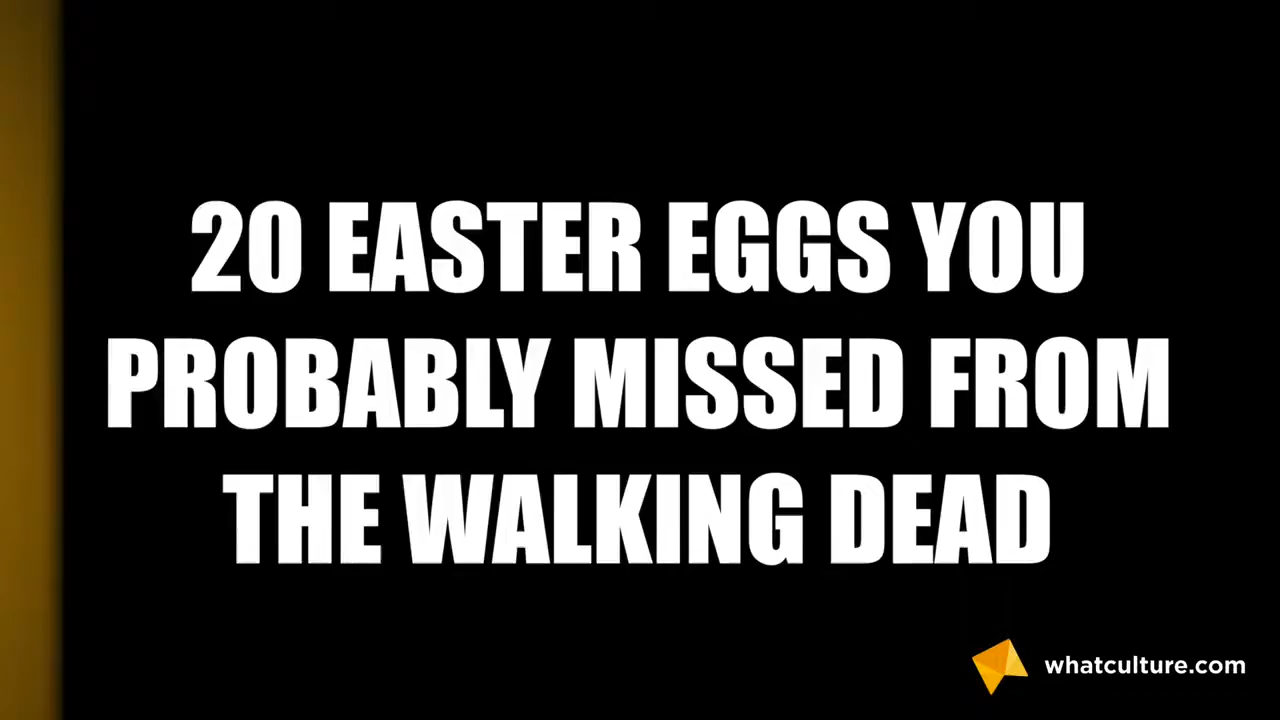 20 EASTER EGGS YOU
PROBABLY MISSED FROM
THE WALKING DEAD
whatculture.com